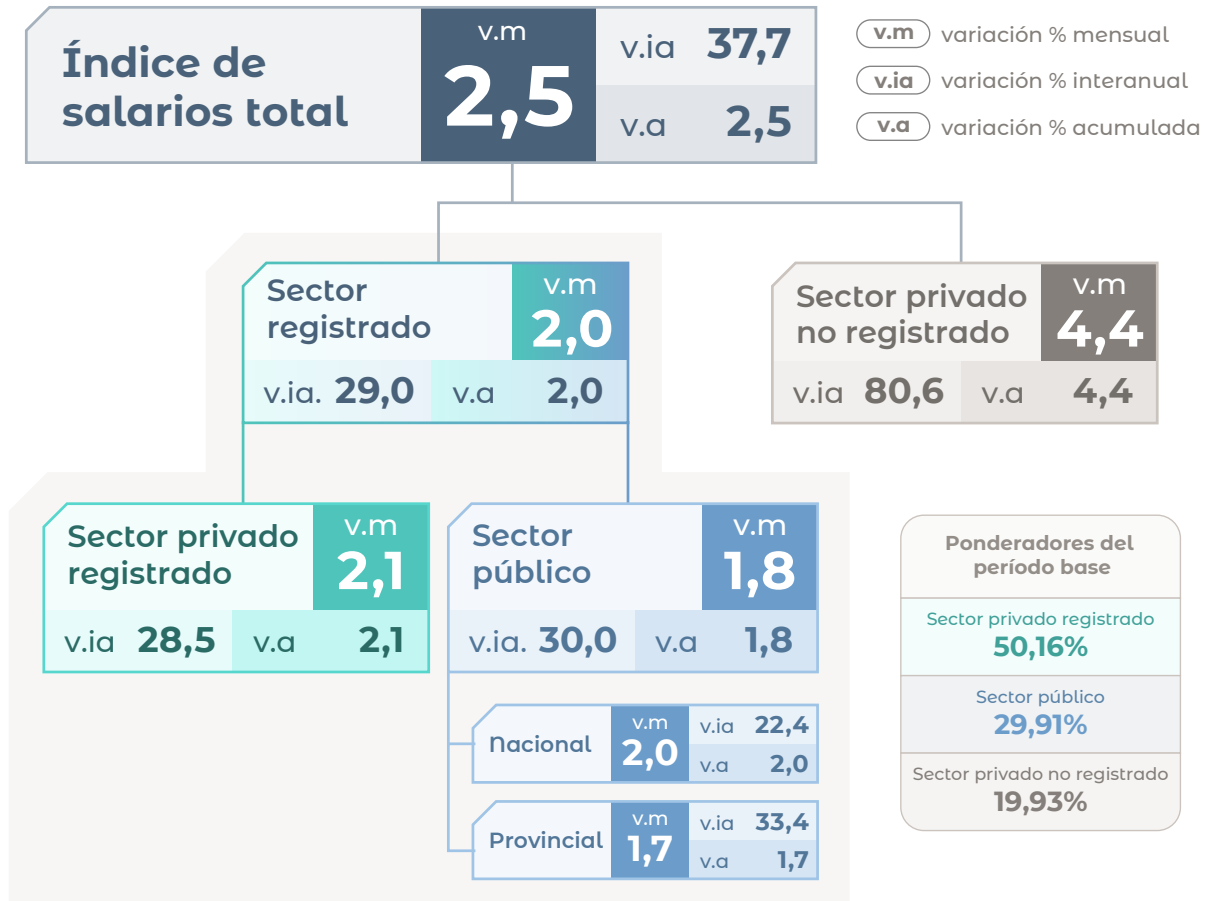 Índice de
salarios total
v.m
2,5
v.ia 37,7
v.a 2,5
v.m variación % mensual
v.ia variación % interanual
v.a variación % acumulada
Sector
registrado
v.m
2,0
v.ia. 29,0
v.a 2,0
Sector privado
no registrado
v.m
4,4
v.ia 80,6
v.a 4,4
Sector privado
registrado
v.m
2,1
v.ia 28,5
v.a 2,1
Sector
público
v.m
1,8
v.ia. 30,0
v.a 1,8
Nacional
v.m
2,0
v.ia 22,4
v.a 2,0
Provincial
v.m
1,7
v.ia 33,4
v.a 1,7
Ponderadores del
período base
Sector privado registrado
50,16%
Sector público
29,91%
Sector privado no registrado
19,93%